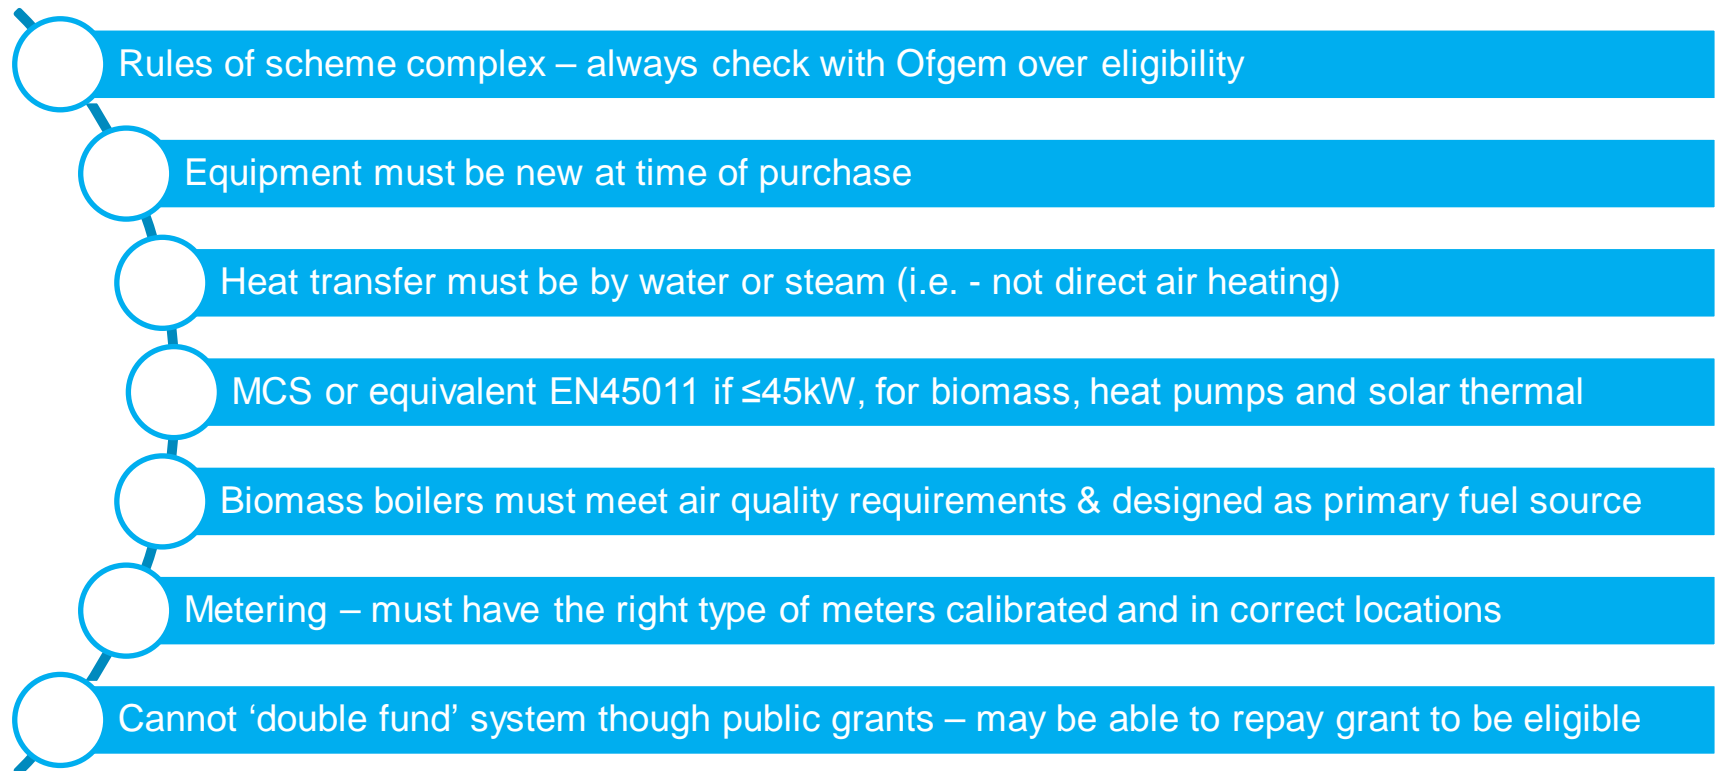 Rules of scheme complex – always check with Ofgem over eligibility
Equipment must be new at time of purchase
Heat transfer must be by water or steam (i.e. - not direct air heating)
MCS or equivalent EN45011 if ≤45kW, for biomass, heat pumps and solar thermal
Biomass boilers must meet air quality requirements & designed as primary fuel source
Metering – must have the right type of meters calibrated and in correct locations
Cannot ‘double fund’ system though public grants – may be able to repay grant to be eligible